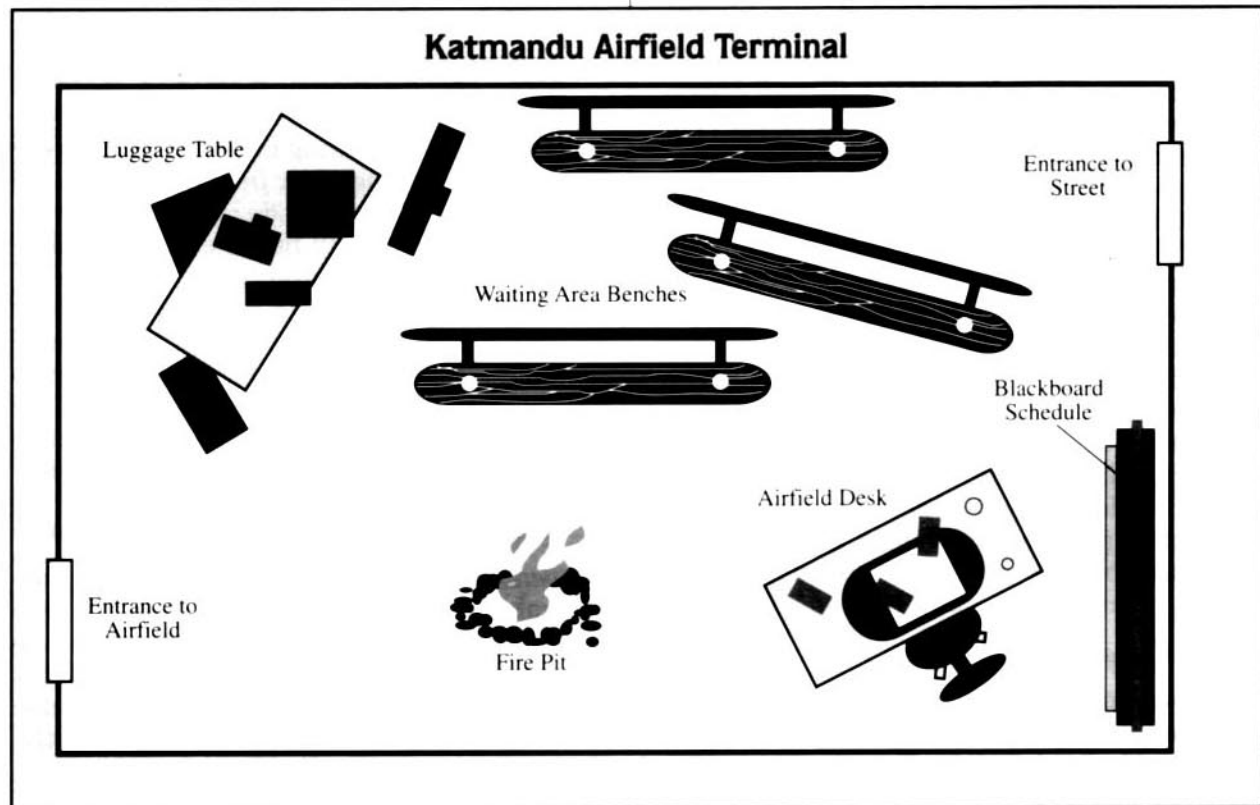 Katmandu Airfield Terminal
Luggage Table
Entrance to
Street
Waiting Area Benches
Blackboard
Schedule
Airfield Desk
Entrance to
Airfield
Fire Pit